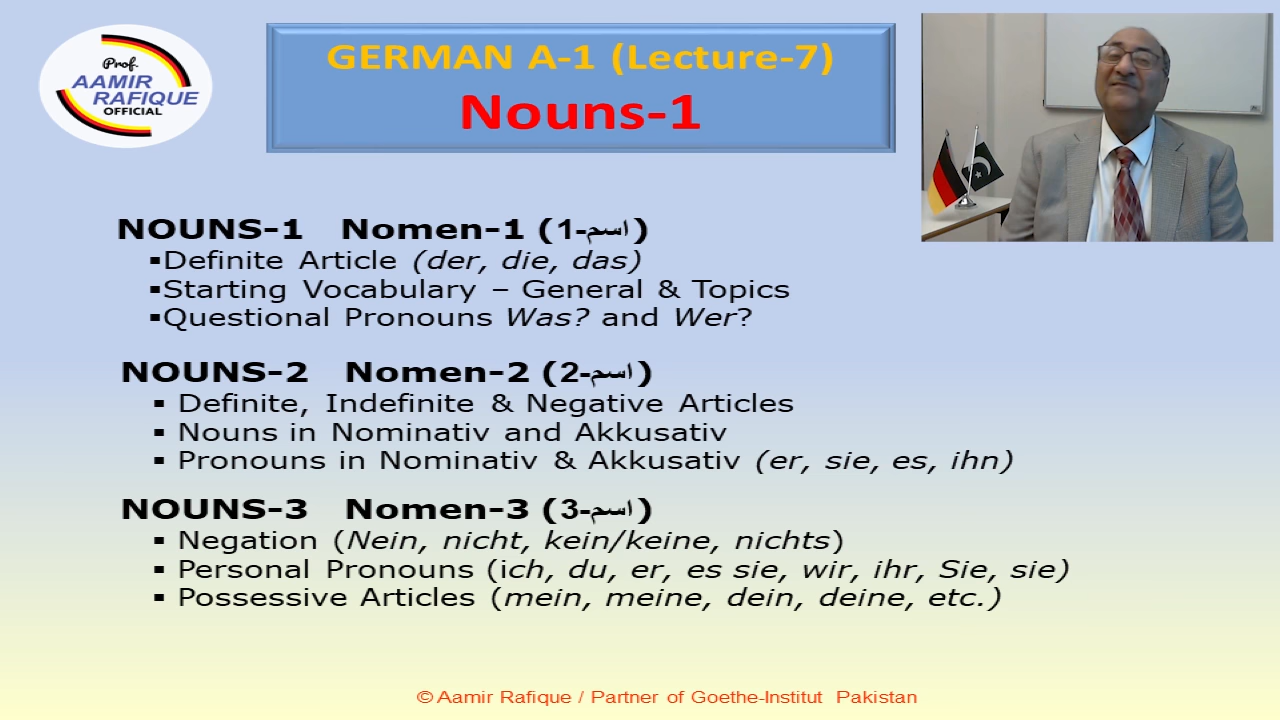 Prof.
AAMIR
RAFIQUE
OFFICIAL
GERMAN A-1 (Lecture-7)
Nouns-1
NOUNS-1 Nomen-1 (اسم-1)
▪Definite Article (der, die, das)
▪Starting Vocabulary – General & Topics
▪Questional Pronouns Was? and Wer?
NOUNS-2 Nomen-2 (اسم-2)
▪ Definite, Indefinite & Negative Articles
▪ Nouns in Nominativ and Akkusativ
▪ Pronouns in Nominativ & Akkusativ (er, sie, es, ihn)
NOUNS-3 Nomen-3 (اسم-3)
▪ Negation (Nein, nicht, kein/keine, nichts)
▪ Personal Pronouns (ich, du, er, es sie, wir, ihr, Sie, sie)
▪ Possessive Articles (mein, meine, dein, deine, etc.)
© Aamir Rafique / Partner of Goethe-Institut Pakistan